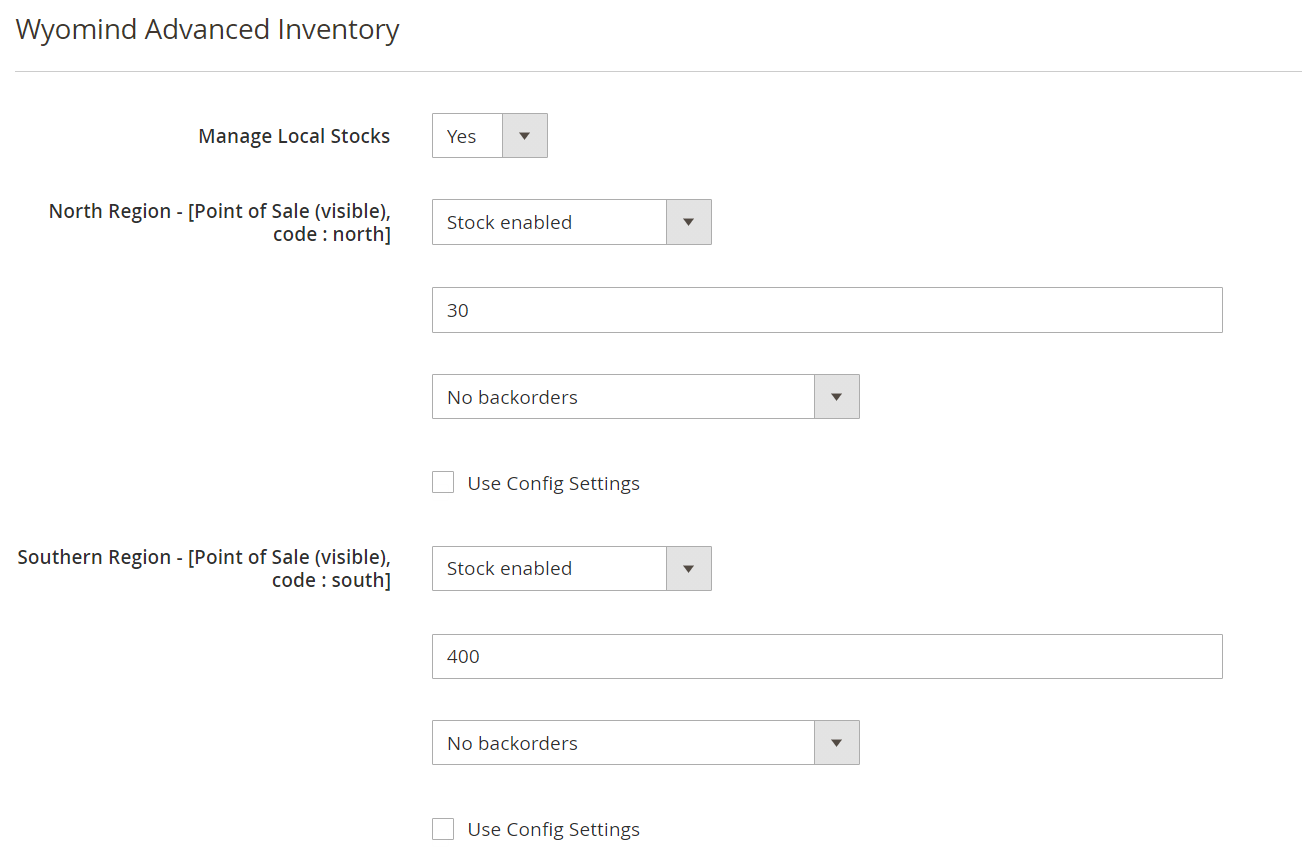 Wyomind Advanced Inventory
Manage Local Stocks
Yes
North Region - [Point of Sale (visible),
code : north]
Stock enabled
30
No backorders
Use Config Settings
Southern Region - [Point of Sale (visible),
code : south]
Stock enabled
400
No backorders
Use Config Settings